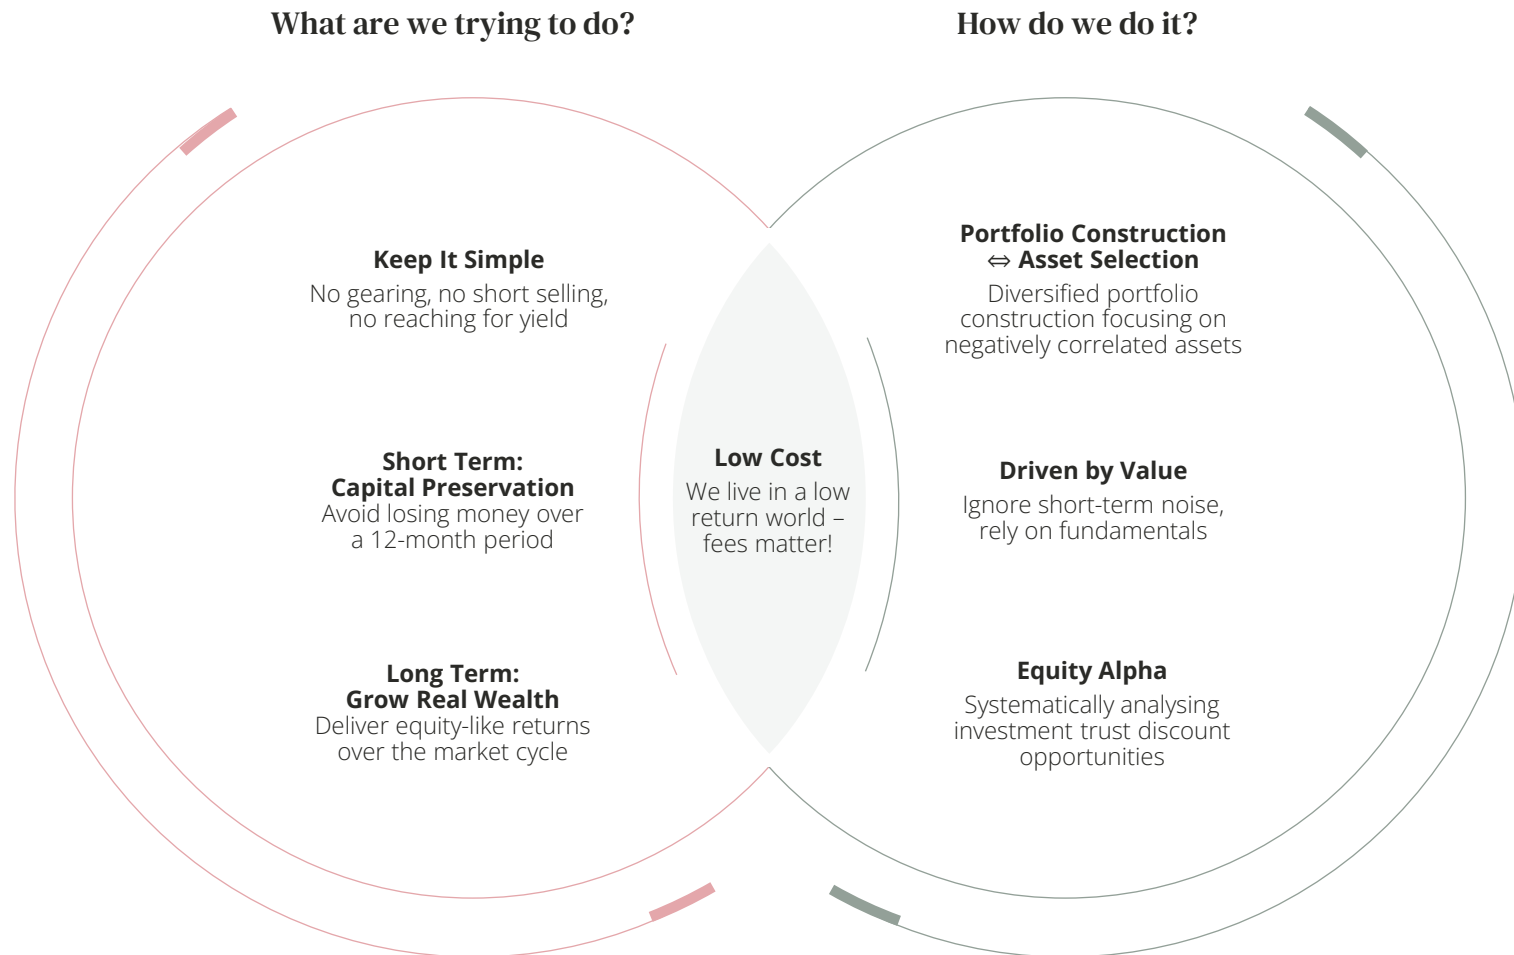 What are we trying to do?
How do we do it?
Keep It Simple
No gearing, no short selling,
no reaching for yield
Short Term:
Capital Preservation
Avoid losing money over
a 12-month period
Long Term:
Grow Real Wealth
Deliver equity-like returns
over the market cycle
Low Cost
We live in a low
return world –
fees matter!
Portfolio Construction
⇔ Asset Selection
Diversified portfolio
construction focusing on
negatively correlated assets
Driven by Value
Ignore short-term noise,
rely on fundamentals
Equity Alpha
Systematically analysing
investment trust discount
opportunities